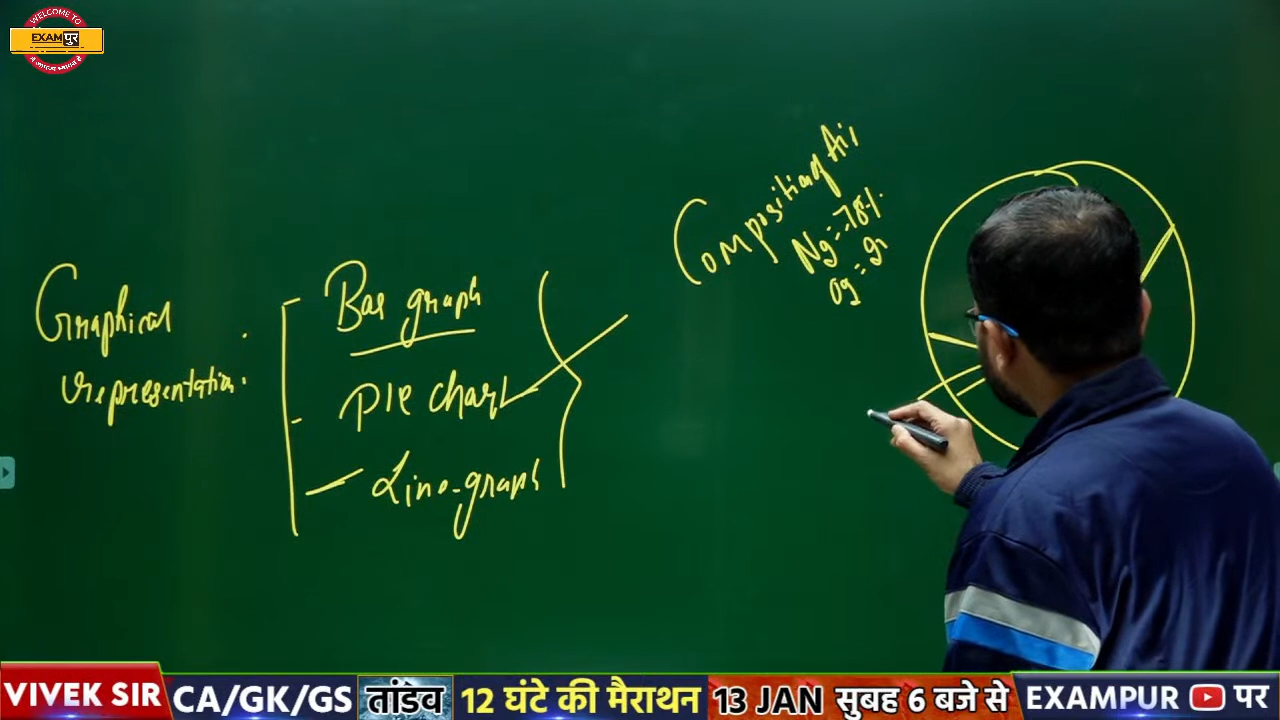 WELCOME TO
EXAMपुर
Graphical
representation.
Bar graph
PIE chart
Line-graph
Composition of Air
N2 = 78%.
O2 = 21
VIVEK SIR
CA/GK/GS
तांडव
12 घंटे की मैराथन
13 JAN सुबह 6 बजे से
EXAMPUR पर